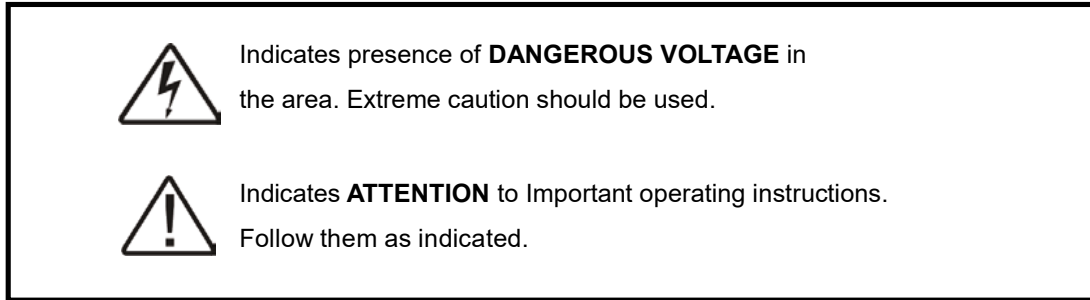 Indicates presence of DANGEROUS VOLTAGE in
the area. Extreme caution should be used.
Indicates ATTENTION to Important operating instructions.
Follow them as indicated.